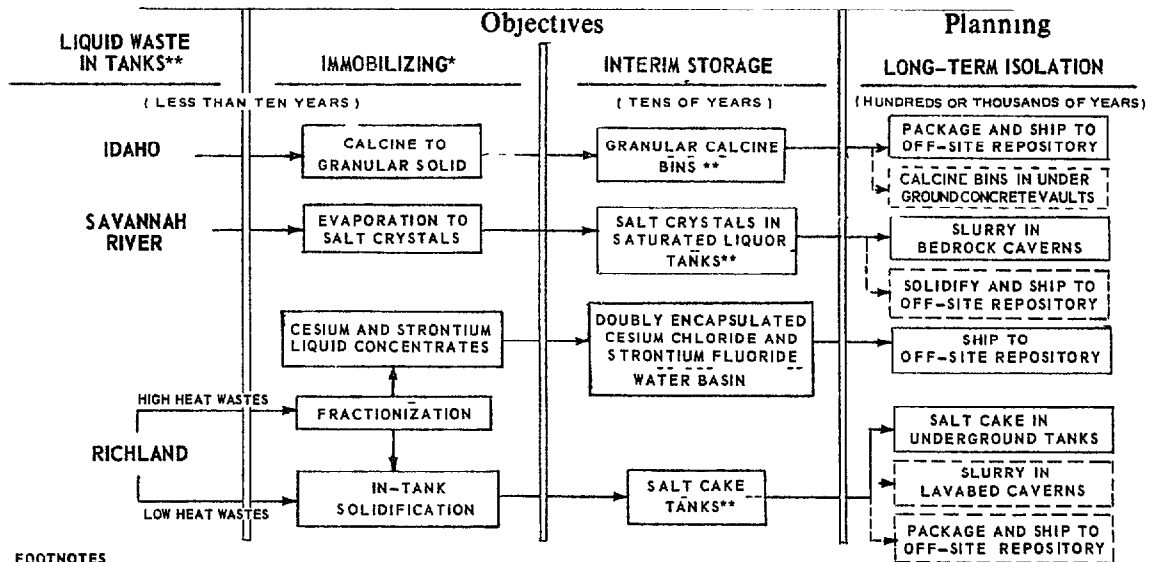 Objectives
Planning
LIQUID WASTE
IN TANKS**
IMMOBILIZING*
INTERIM STORAGE
LONG-TERM ISOLATION
(LESS THAN TEN YEARS)
(TENS OF YEARS)
(HUNDREDS OR THOUSANDS OF YEARS)
IDAHO
CALCINE TO
GRANULAR SOLID
GRANULAR CALCINE
BINS **
PACKAGE AND SHIP TO
OFF-SITE REPOSITORY
CALCINE BINS IN UNDER
GROUND CONCRETE VAULTS
SAVANNAH
RIVER
EVAPORATION TO
SALT CRYSTALS
SALT CRYSTALS IN
SATURATED LIQUOR
TANKS**
SLURRY IN
BEDROCK CAVERNS
SOLIDIFY AND SHIP TO
OFF-SITE REPOSITORY
CESIUM AND STRONTIUM
LIQUID CONCENTRATES
DOUBLY ENCAPSULATED
CESIUM CHLORIDE AND
STRONTIUM FLUORIDE
WATER BASIN
SHIP TO
OFF-SITE REPOSITORY
HIGH HEAT WASTES
FRACTIONIZATION
RICHLAND
LOW HEAT WASTES
IN-TANK
SOLIDIFICATION
SALT CAKE
TANKS**
SALT CAKE IN
UNDERGROUND TANKS
SLURRY IN
LAVABED CAVERNS
PACKAGE AND SHIP TO
OFF-SITE REPOSITORY
FOOTNOTES